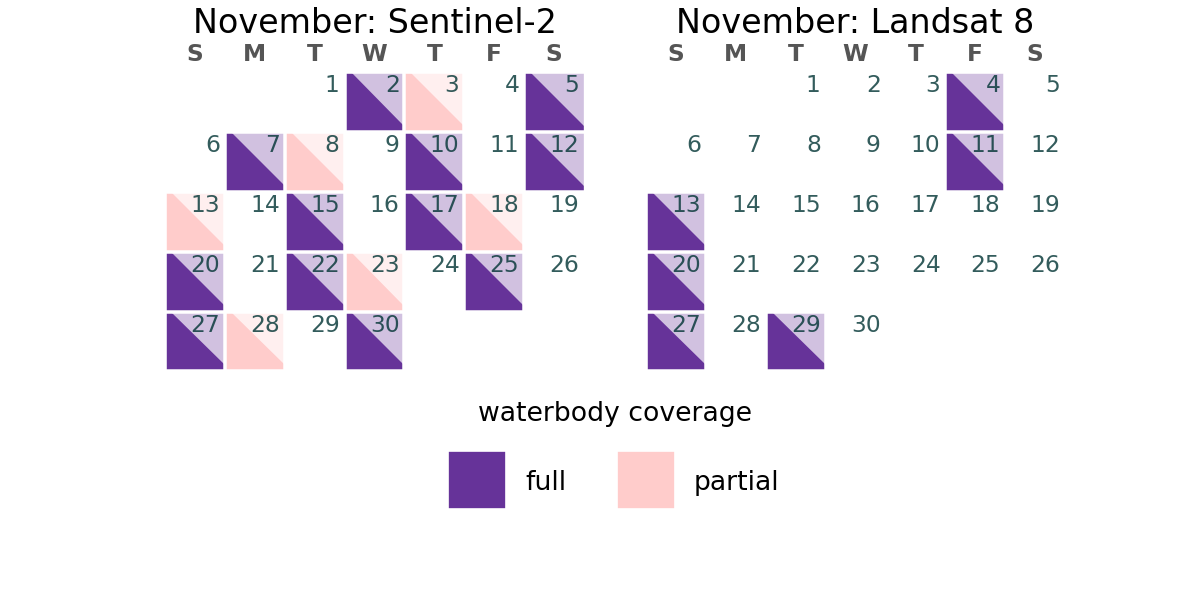 November: Sentinel-2
S M T W T F S
1 2 3 4 5
6 7 8 9 10 11 12
13 14 15 16 17 18 19
20 21 22 23 24 25 26
27 28 29 30
November: Landsat 8
S M T W T F S
1 2 3 4 5
6 7 8 9 10 11 12
13 14 15 16 17 18 19
20 21 22 23 24 25 26
27 28 29 30
waterbody coverage
full
partial